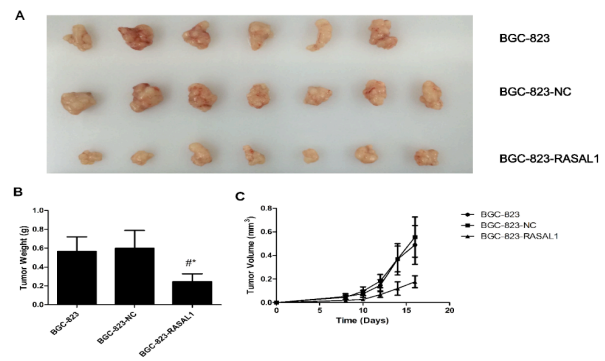 A
BGC-823
BGC-823-NC
BGC-823-RASAL1
B
Tumor Weight (g)
1.0
0.8
0.6
0.4
0.2
0.0
#*
BGC-823
BGC-823-NC
BGC-823-RASAL1
C
Tumor Volume (mm³)
0.8
0.6
0.4
0.2
0.0
0
5
10
15
20
Time (Days)
BGC-823
BGC-823-NC
BGC-823-RASAL1